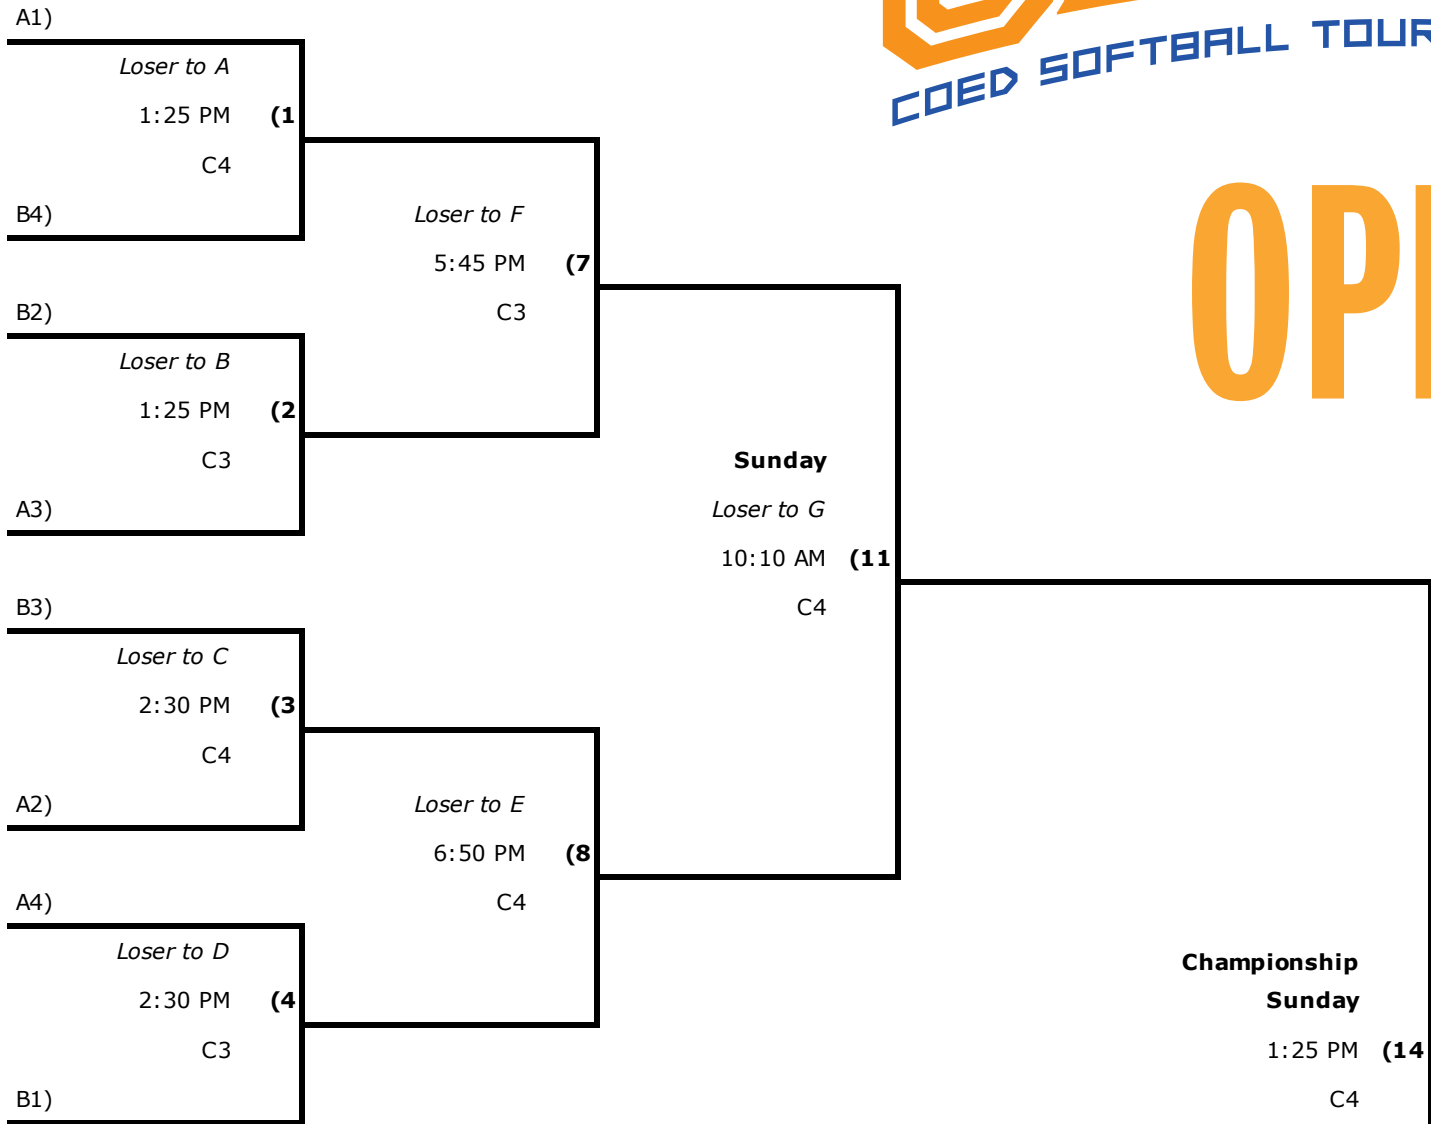 A1)
Loser to A
1:25 PM (1
C4
B4)
COED SOFTBALL
Loser to F
5:45 PM (7
C3
B2)
Loser to B
1:25 PM (2
C3
A3)
Sunday
Loser to G
10:10 AM (11
C4
B3)
Loser to C
2:30 PM (3
C4
A2)
Loser to E
6:50 PM (8
C4
A4)
Loser to D
2:30 PM (4
C3
B1)
Championship
Sunday
1:25 PM (14
C4